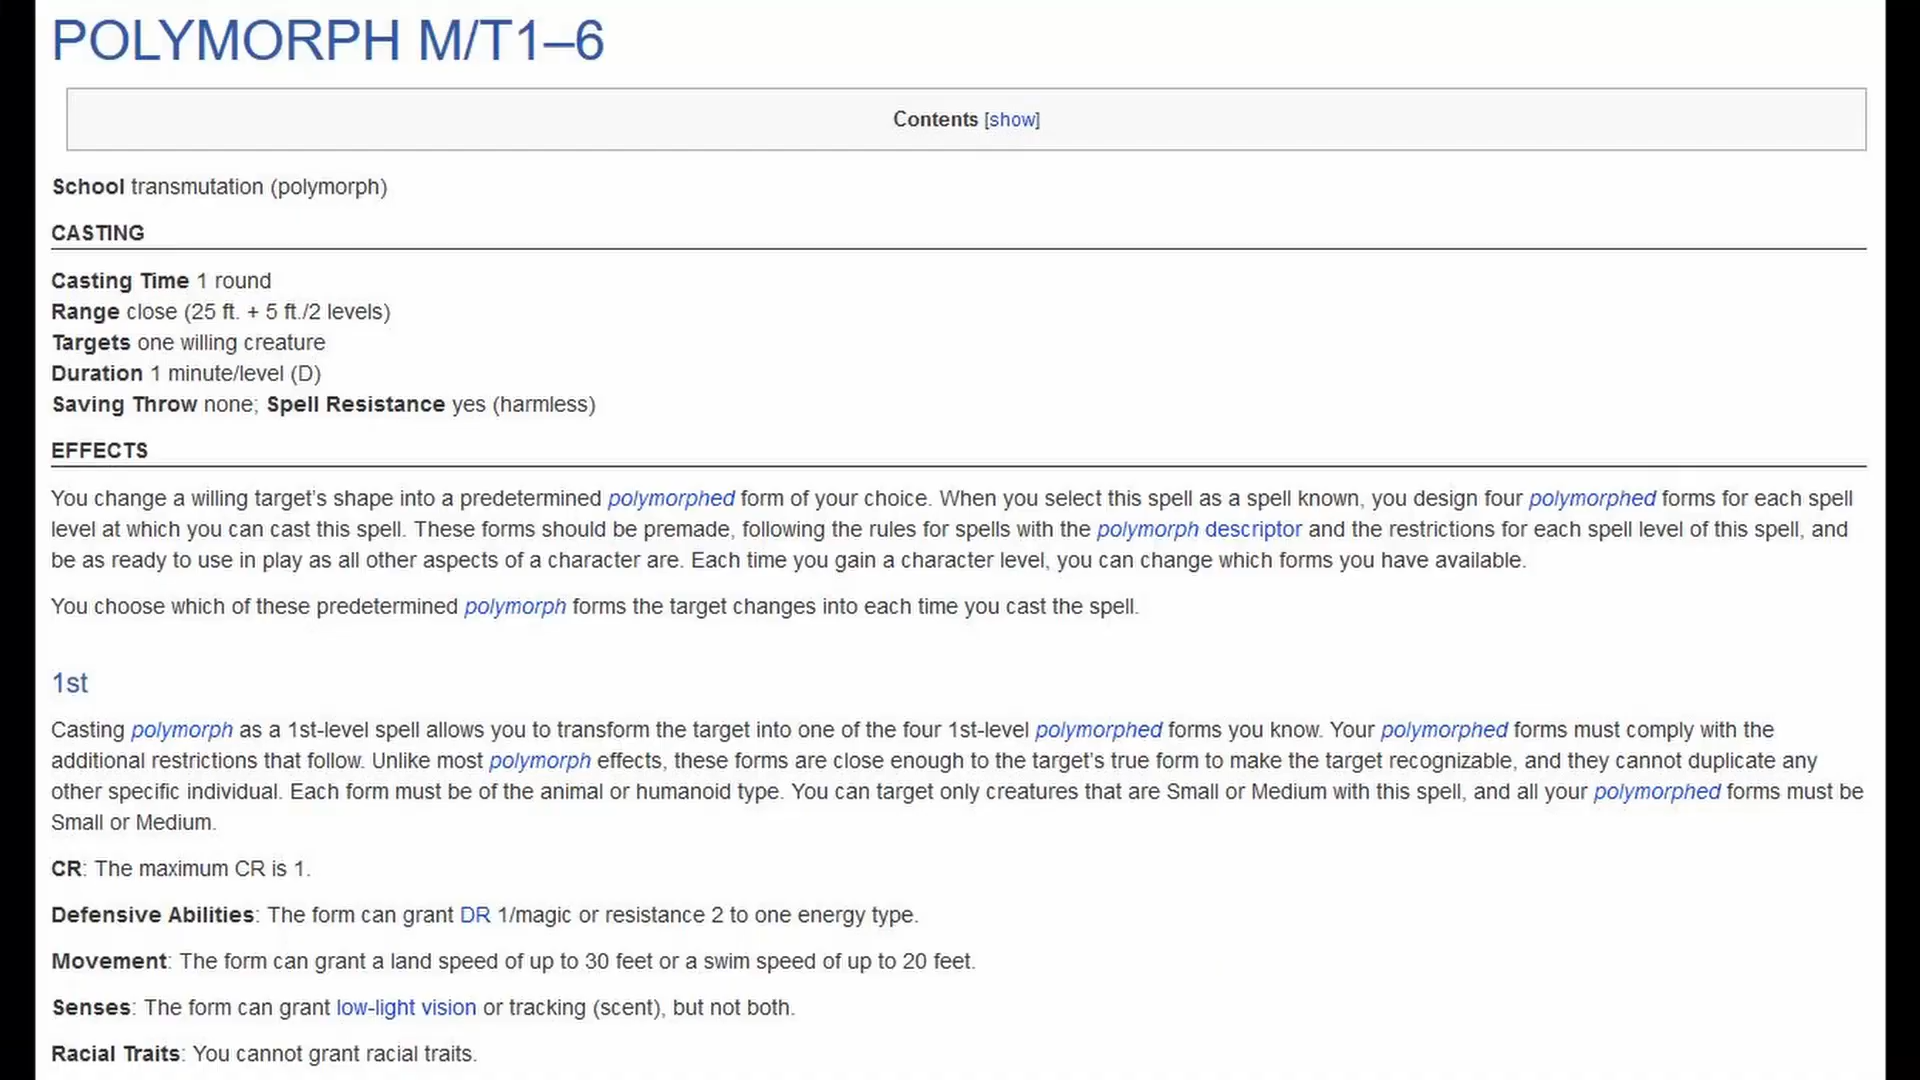 POLYMORPH M/T1–6
Contents [show]
School transmutation (polymorph)
CASTING
Casting Time 1 round
Range close (25 ft. + 5 ft./2 levels)
Targets one willing creature
Duration 1 minute/level (D)
Saving Throw none; Spell Resistance yes (harmless)
EFFECTS
You change a willing target's shape into a predetermined polymorphed form of your choice. When you select this spell as a spell known, you design four polymorphed forms for each spell
level at which you can cast this spell. These forms should be premade, following the rules for spells with the polymorph descriptor and the restrictions for each spell level of this spell, and
be as ready to use in play as all other aspects of a character are. Each time you gain a character level, you can change which forms you have available.
You choose which of these predetermined polymorph forms the target changes into each time you cast the spell.
1st
Casting polymorph as a 1st-level spell allows you to transform the target into one of the four 1st-level polymorphed forms you know. Your polymorphed forms must comply with the
additional restrictions that follow. Unlike most polymorph effects, these forms are close enough to the target's true form to make the target recognizable, and they cannot duplicate any
other specific individual. Each form must be of the animal or humanoid type. You can target only creatures that are Small or Medium with this spell, and all your polymorphed forms must be
Small or Medium.
CR: The maximum CR is 1.
Defensive Abilities: The form can grant DR 1/magic or resistance 2 to one energy type.
Movement: The form can grant a land speed of up to 30 feet or a swim speed of up to 20 feet.
Senses: The form can grant low-light vision or tracking (scent), but not both.
Racial Traits: You cannot grant racial traits.